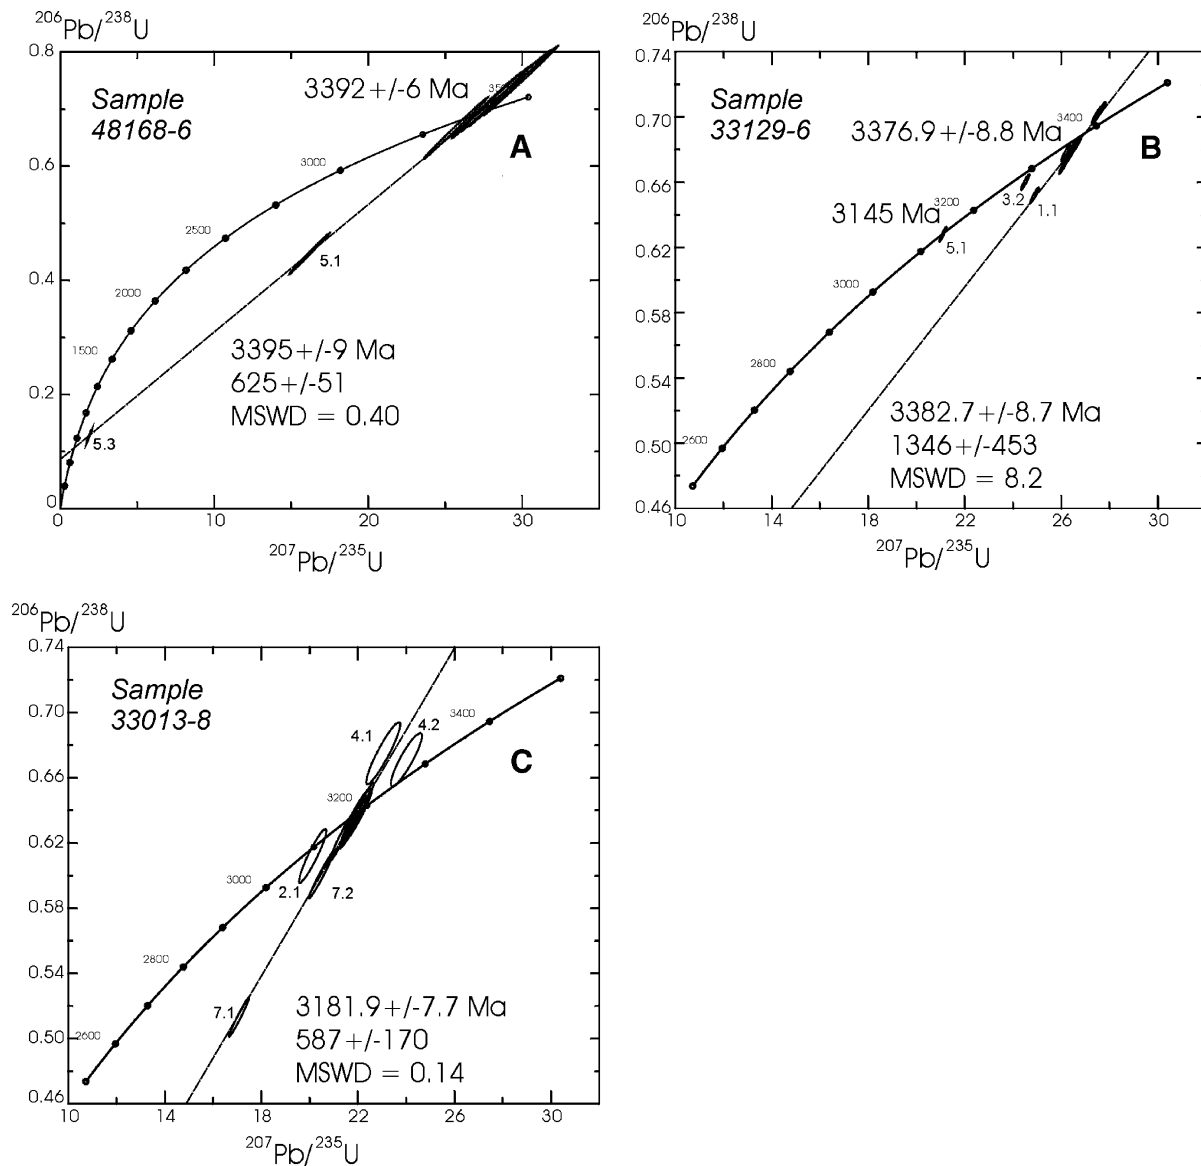 206Pb/238U
0.8
Sample
48168-6
3392+/-6 Ma
A
0.6
3000
2500
0.4
2000
5.1
1500
3395+/-9 Ma
625+/-51
MSWD = 0.40
0.2
5.3
0
0 10 20 30
207Pb/235U
206Pb/238U
0.74
Sample
33129-6
0.70
3400
3376.9+/-8.8 Ma
B
0.66
3.2
1.1
3145 Ma
3200
5.1
0.62
3000
0.58
2800
0.54
3382.7+/-8.7 Ma
1346+/-453
MSWD = 8.2
0.50
2600
0.46
10 14 18 22 26 30
207Pb/235U
206Pb/238U
0.74
Sample
33013-8
0.70
3400
4.1
4.2
C
0.66
3200
0.62
3000
2.1
7.2
0.58
2800
0.54
7.1
3181.9+/-7.7 Ma
587+/-170
MSWD = 0.14
0.50
2600
0.46
10 14 18 22 26 30
207Pb/235U